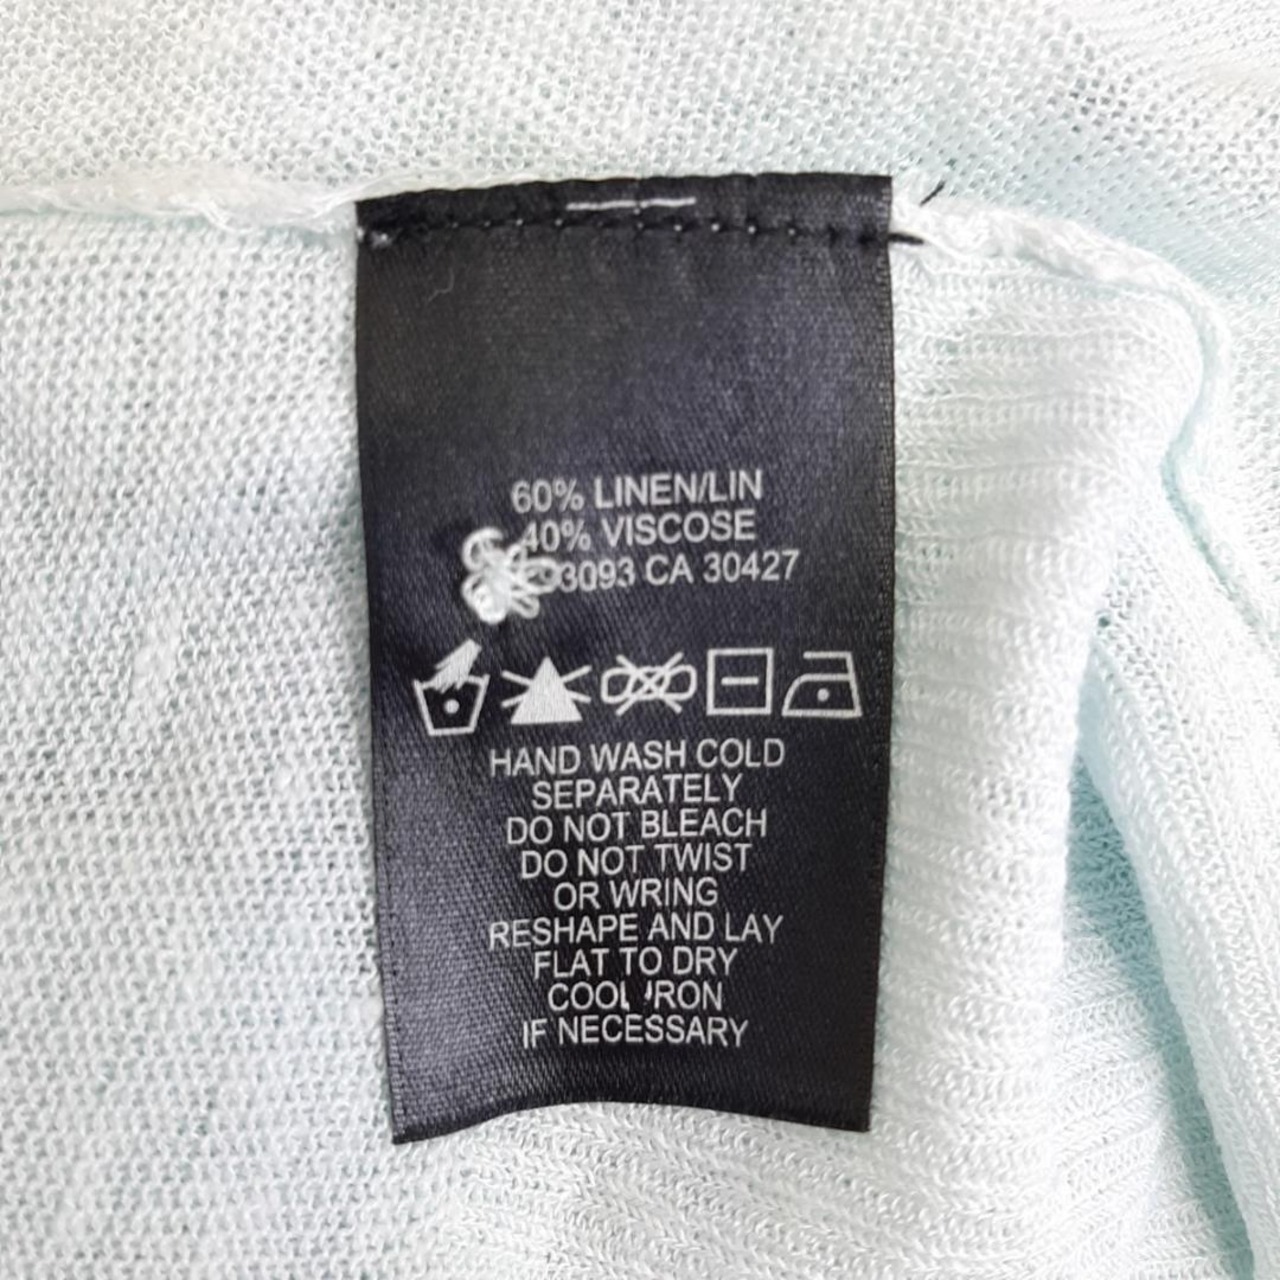 60% LINEN/LIN
40% VISCOSE
3093 CA 30427
HAND WASH COLD
SEPARATELY
DO NOT BLEACH
DO NOT TWIST
OR WRING
RESHAPE AND LAY
FLAT TO DRY
COOL IRON
IF NECESSARY